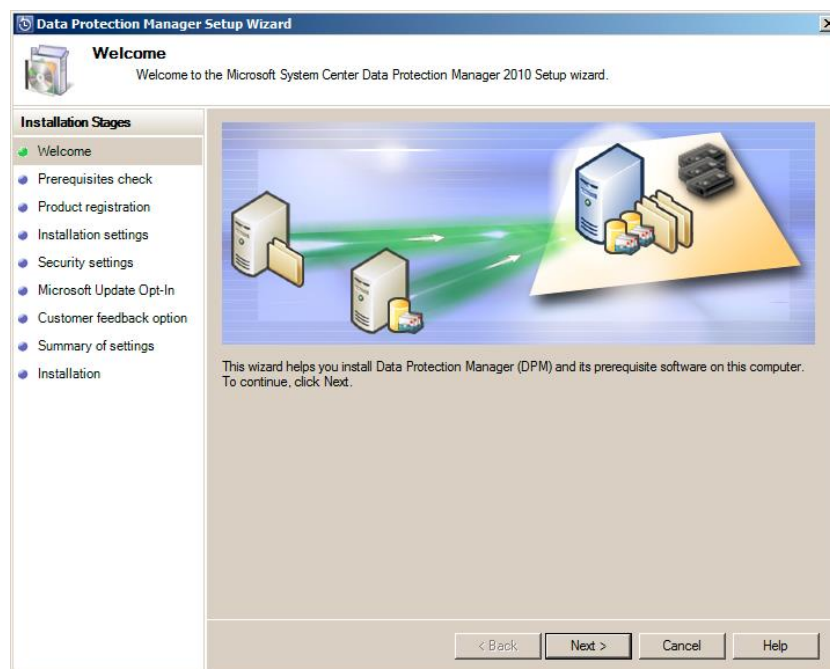 Data Protection Manager Setup Wizard
Welcome
Welcome to the Microsoft System Center Data Protection Manager 2010 Setup wizard.
Installation Stages
Welcome
Prerequisites check
Product registration
Installation settings
Security settings
Microsoft Update Opt-In
Customer feedback option
Summary of settings
Installation
This wizard helps you install Data Protection Manager (DPM) and its prerequisite software on this computer.
To continue, click Next.
< Back
Next >
Cancel
Help